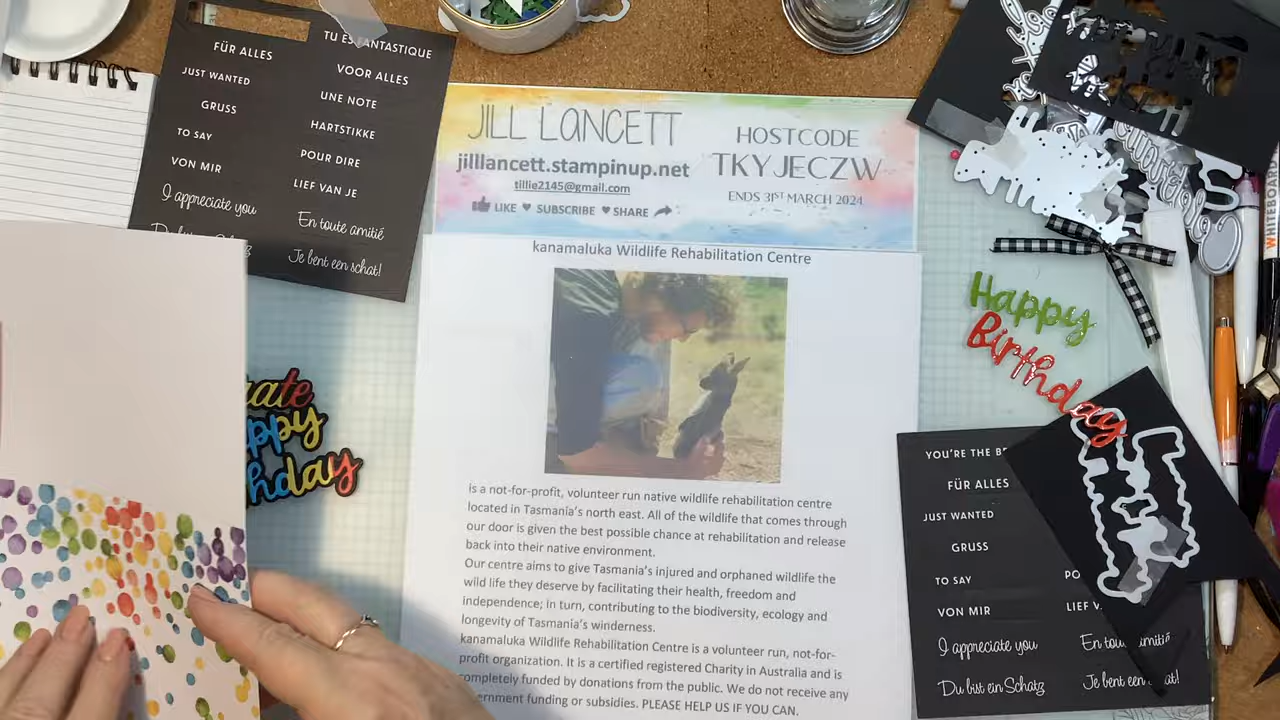 FÜR ALLES
JUST WANTED
GRUSS
TO SAY
VON MIR
I appreciate you
TU ES FANTASTIQUE
VOOR ALLES
UNE NOTE
HARTSTIKKE
POUR DIRE
LIEF VAN JE
En toute amitié
Je bent een schat!
JILL LANCETT
jilllancett.stampinup.net
tillie2145@gmail.com
LIKE ♥ SUBSCRIBE ♥ SHARE
HOSTCODE
TKYJECZW
ENDS 31ST MARCH 2024
kanamaluka Wildlife Rehabilitation Centre
is a not-for-profit, volunteer run native wildlife rehabilitation centre
located in Tasmania's north east. All of the wildlife that comes through
our door is given the best possible chance at rehabilitation and release
back into their native environment.
Our centre aims to give Tasmania's injured and orphaned wildlife the
wild life they deserve by facilitating their health, freedom and
independence; in turn, contributing to the biodiversity, ecology and
longevity of Tasmania's winderness.
kanamaluka Wildlife Rehabilitation Centre is a volunteer run, not-for-
profit organization. It is a certified registered Charity in Australia and is
completely funded by donations from the public. We do not receive any
government funding or subsidies. PLEASE HELP US IF YOU CAN.
Happy
Birthday
WHITEBOARD
YOU'RE THE
FÜR ALLES
JUST WANTED
GRUSS
TO SAY
VON MIR
I appreciate you
Du bist ein Schatz
LIEF
En amitié
Je bent een